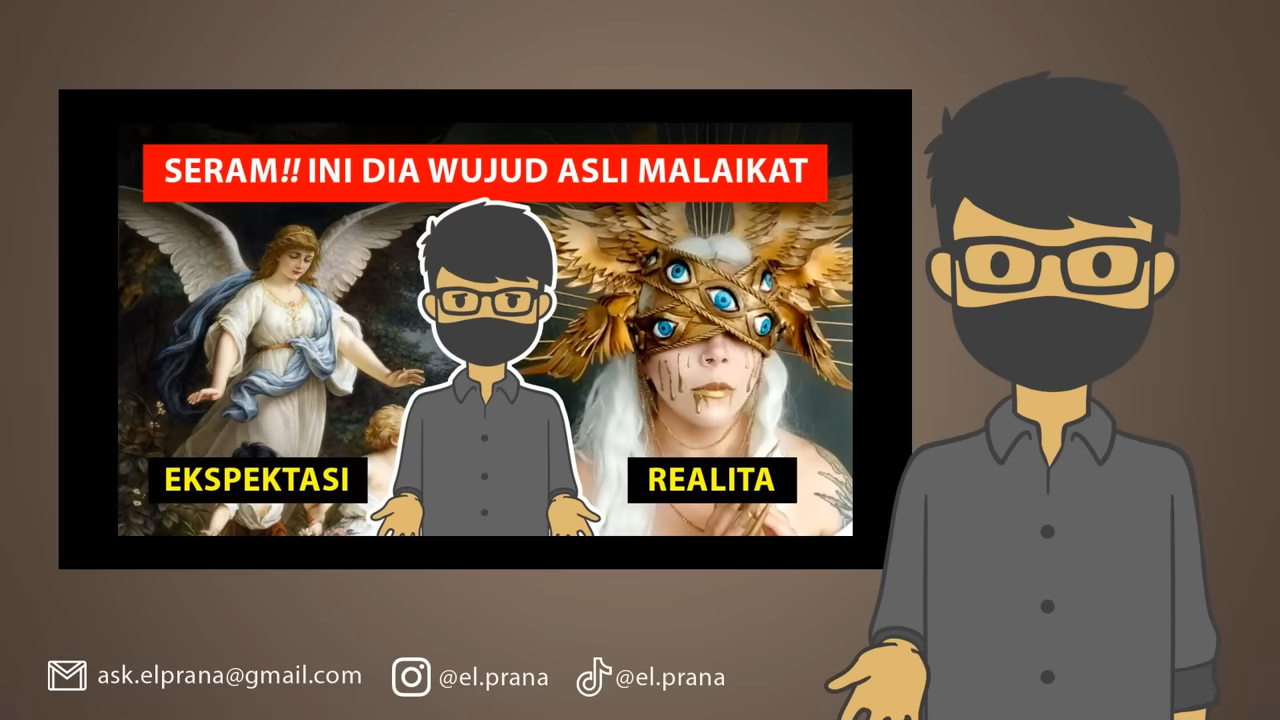 SERAM!! INI DIA WUJUD ASLI MALAIKAT
EKSPEKTASI
REALITA
ask.elprana@gmail.com
@el.prana
@el.prana